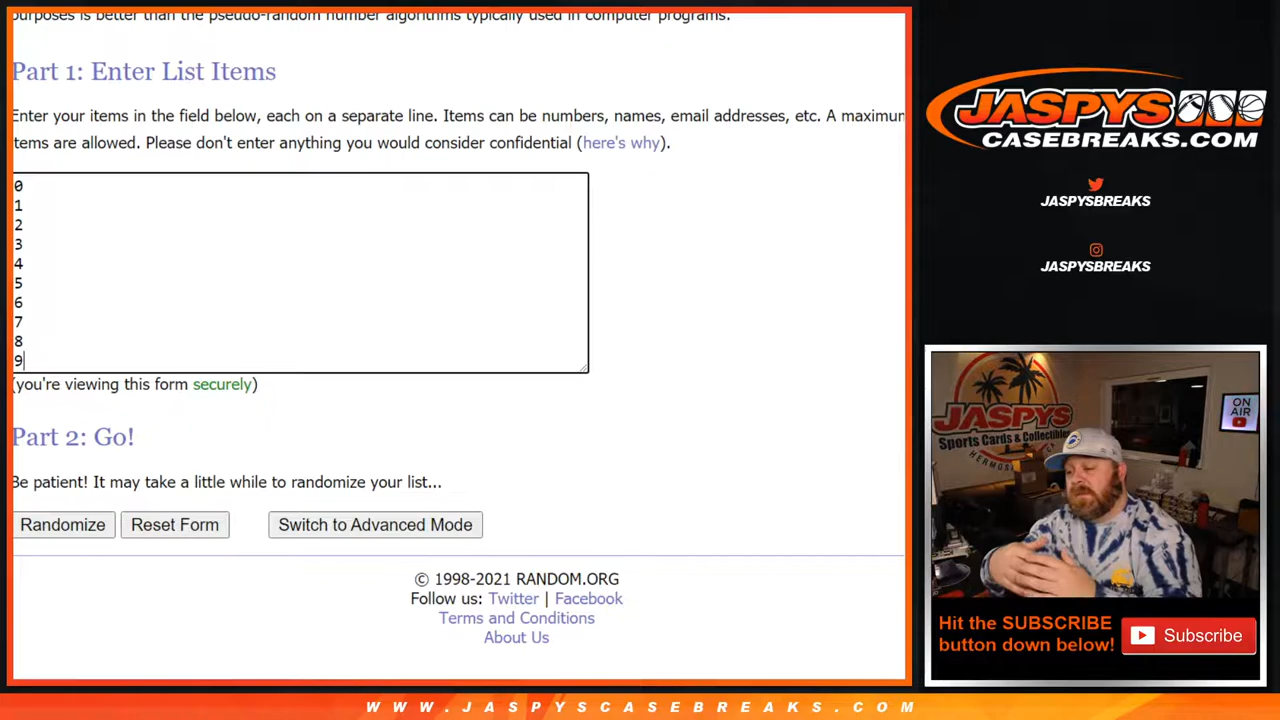 purposes is better than the pseudo-random number algorithms typically used in computer programs.
Part 1: Enter List Items
Enter your items in the field below, each on a separate line. Items can be numbers, names, email addresses, etc. A maximum
items are allowed. Please don't enter anything you would consider confidential (here's why).
0
1
2
3
4
5
6
7
8
9
(you're viewing this form securely)
Part 2: Go!
Be patient! It may take a little while to randomize your list...
Randomize
Reset Form
Switch to Advanced Mode
© 1998-2021 RANDOM.ORG
Follow us: Twitter | Facebook
Terms and Conditions
About Us
JASPYS
CASEBREAKS.COM
JASPYSBREAKS
JASPYSBREAKS
JASPYS
Sports Cards & Collectibles
ON
AIR
Hit the SUBSCRIBE
button down below!
Subscribe
WWW.JASPYSCASEBREAKS.COM